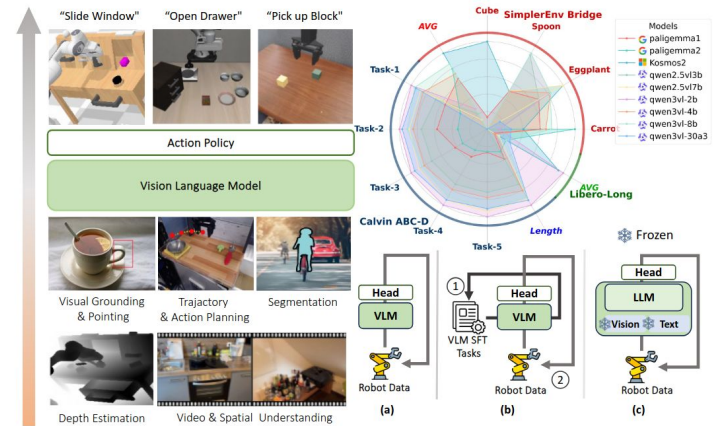 "Slide Window"
"Open Drawer"
"Pick up Block"
Action Policy
Vision Language Model
Visual Grounding
& Pointing
Trajactory
& Action Planning
Segmentation
Depth Estimation
Video & Spatial Understanding
SimplerEnv Bridge
Cube
Spoon
Eggplant
Carrot
AVG
Libero-Long
Length
Task-5
Task-4
Calvin ABC-D
Task-3
Task-2
Task-1
AVG
Models
paligemma1
paligemma2
Kosmos2
qwen2.5vl3b
qwen2.5vl7b
qwen3vl-2b
qwen3vl-4b
qwen3vl-8b
qwen3vl-30a3
Frozen
Head
VLM
Robot Data
(a)
1
Head
VLM
VLM SFT
Tasks
Robot Data
2
(b)
Head
LLM
Vision
Text
Robot Data
(c)